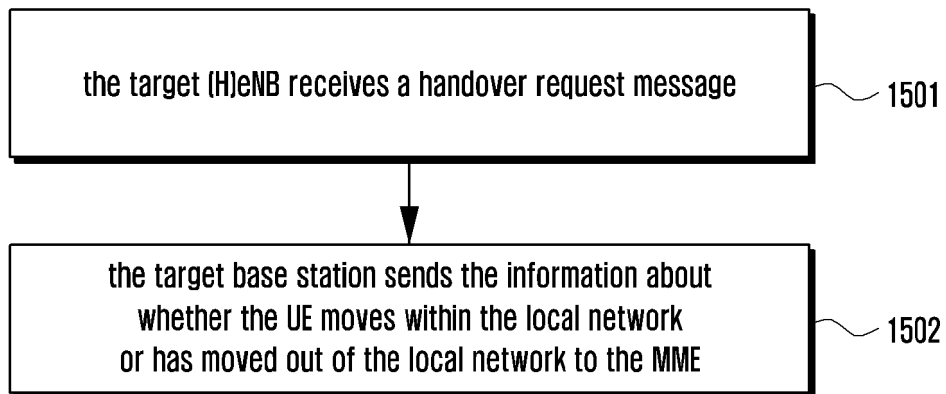 the target (H)eNB receives a handover request message
1501
the target base station sends the information about
whether the UE moves within the local network
or has moved out of the local network to the MME
1502